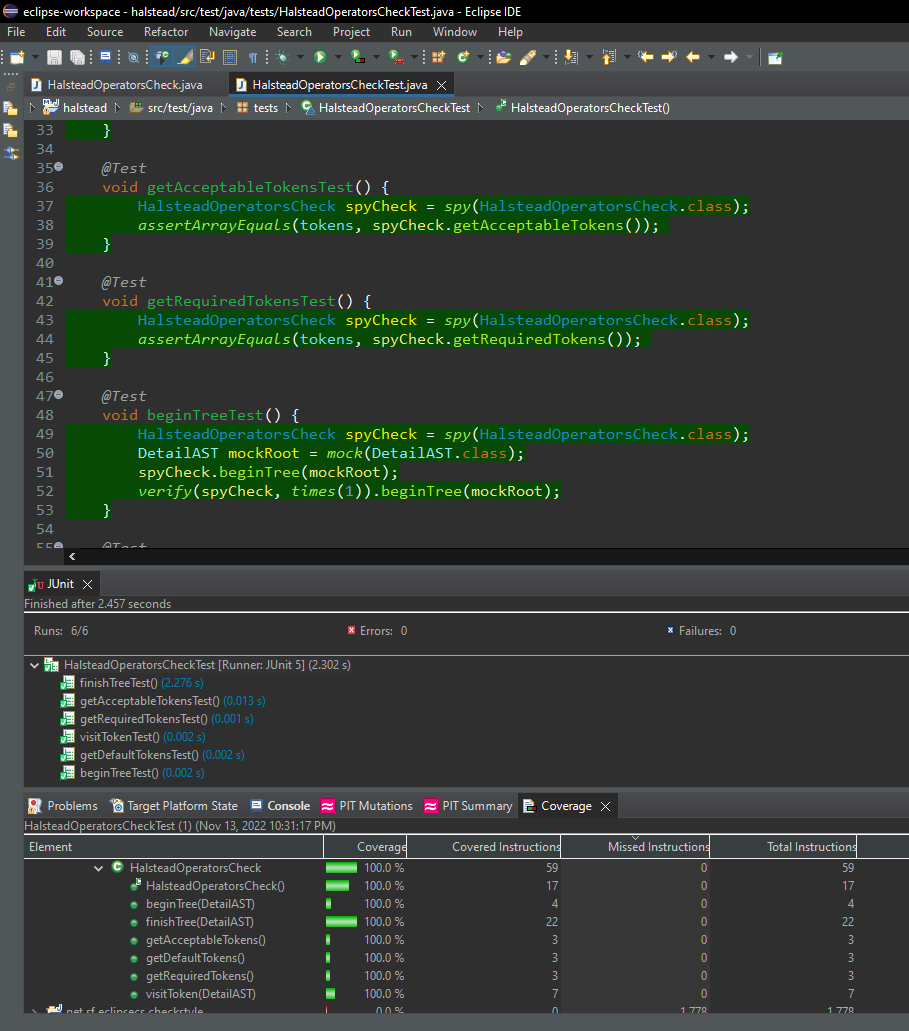 eclipse-workspace - halstead/src/test/java/tests/HalsteadOperatorsCheckTest.java - Eclipse IDE
File Edit Source Refactor Navigate Search Project Run Window Help
HalsteadOperatorsCheck.java HalsteadOperatorsCheckTest.java
halstead src/test/java tests HalsteadOperatorsCheckTest HalsteadOperatorsCheckTest()
33 }
34
35 @Test
36 void getAcceptableTokensTest() {
37 HalsteadOperatorsCheck spyCheck = spy(HalsteadOperatorsCheck.class);
38 assertArrayEquals(tokens, spyCheck.getAcceptableTokens());
39 }
40
41 @Test
42 void getRequiredTokensTest() {
43 HalsteadOperatorsCheck spyCheck = spy(HalsteadOperatorsCheck.class);
44 assertArrayEquals(tokens, spyCheck.getRequiredTokens());
45 }
46
47 @Test
48 void beginTreeTest() {
49 HalsteadOperatorsCheck spyCheck = spy(HalsteadOperatorsCheck.class);
50 DetailAST mockRoot = mock(DetailAST.class);
51 spyCheck.beginTree(mockRoot);
52 verify(spyCheck, times(1)).beginTree(mockRoot);
53 }
54
55 @Test
JUnit
Finished after 2.457 seconds
Runs: 6/6 Errors: 0 Failures: 0
HalsteadOperatorsCheckTest [Runner: JUnit 5] (2.302 s)
finishTreeTest() (2.276 s)
getAcceptableTokensTest() (0.013 s)
getRequiredTokensTest() (0.001 s)
visitTokenTest() (0.002 s)
getDefaultTokensTest() (0.002 s)
beginTreeTest() (0.002 s)
Problems Target Platform State Console PIT Mutations PIT Summary Coverage
HalsteadOperatorsCheckTest (1) (Nov 13, 2022 10:31:17 PM)
Element Coverage Covered Instructions Missed Instructions Total Instructions
HalsteadOperatorsCheck 100.0 % 59 0 59
HalsteadOperatorsCheck() 100.0 % 17 0 17
beginTree(DetailAST) 100.0 % 4 0 4
finishTree(DetailAST) 100.0 % 22 0 22
getAcceptableTokens() 100.0 % 3 0 3
getDefaultTokens() 100.0 % 3 0 3
getRequiredTokens() 100.0 % 3 0 3
visitToken(DetailAST) 100.0 % 7 0 7
net.sf.eclipsecs.checkstyle 0.0 % 0 1,778 1,778